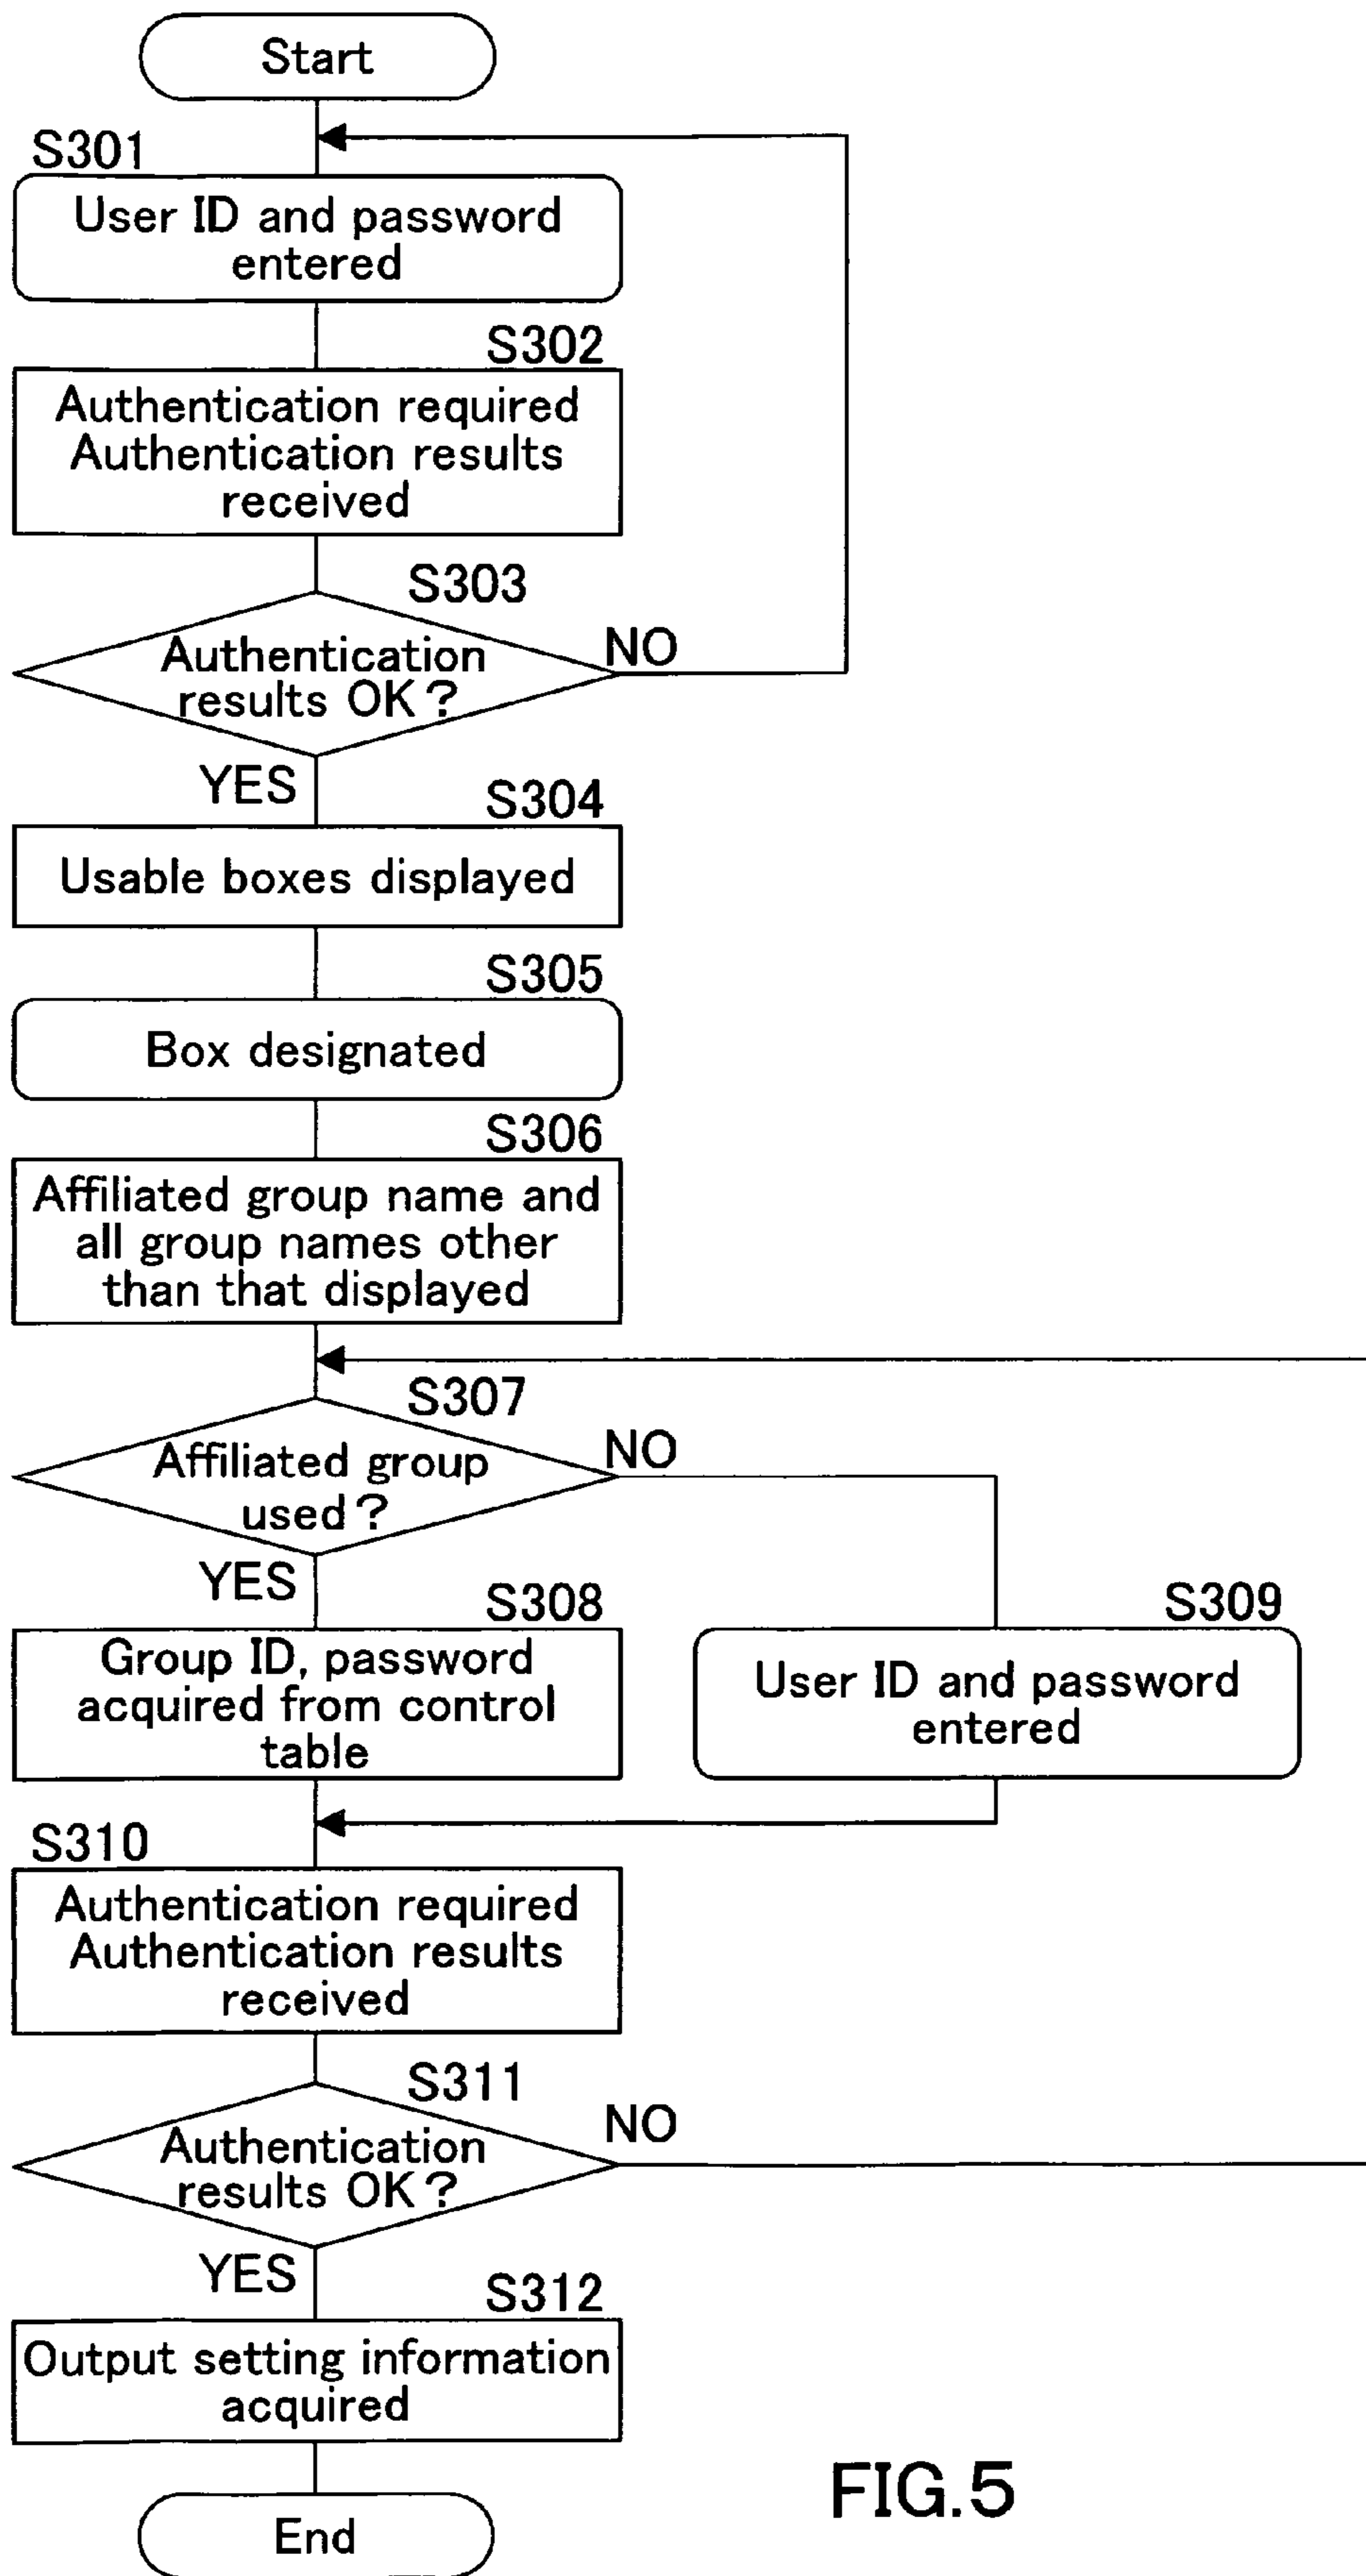 Start
S301
User ID and password
entered
S302
Authentication required
Authentication results
received
S303
Authentication
results OK?
NO
YES
S304
Usable boxes displayed
S305
Box designated
S306
Affiliated group name and
all group names other
than that displayed
S307
Affiliated group
used?
NO
YES
S308
Group ID, password
acquired from control
table
S309
User ID and password
entered
S310
Authentication required
Authentication results
received
S311
Authentication
results OK?
NO
YES
S312
Output setting information
acquired
End
FIG.5